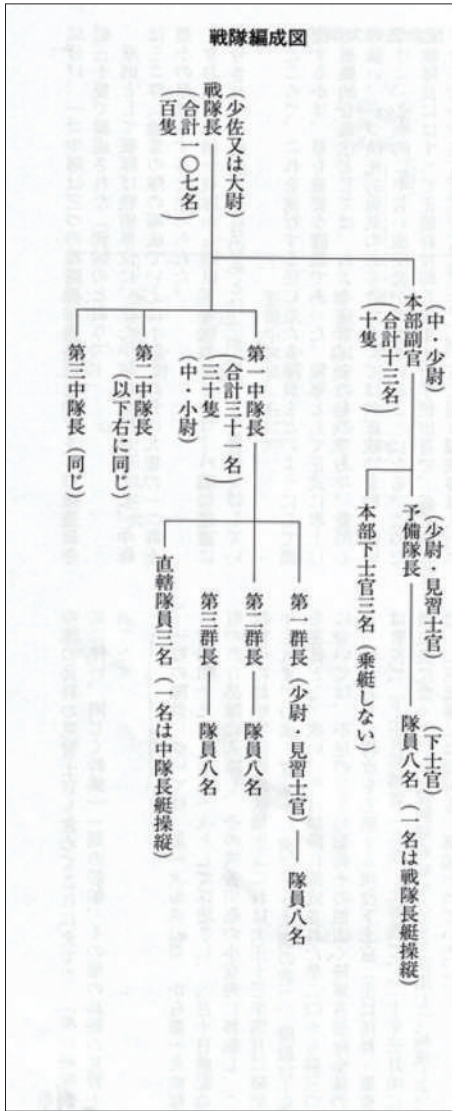 戦隊編成図
（少佐又は大尉）
戦隊長
（合計一〇七名）
百隻
（中・少尉）
本部副官
（合計十三名）
十隻
（少尉・見習士官）
予備隊長
（下士官）
隊員八名（一名は戦隊長艇操縦）
本部下士官三名（乗艇しない）
第一中隊長
（合計三十一名）
三十隻
（中・小尉）
第一群長（少尉・見習士官）
隊員八名
第二群長
隊員八名
第三群長
隊員八名
直轄隊員三名（一名は中隊長艇操縦）
第二中隊長
（以下右に同じ）
第三中隊長（同じ）